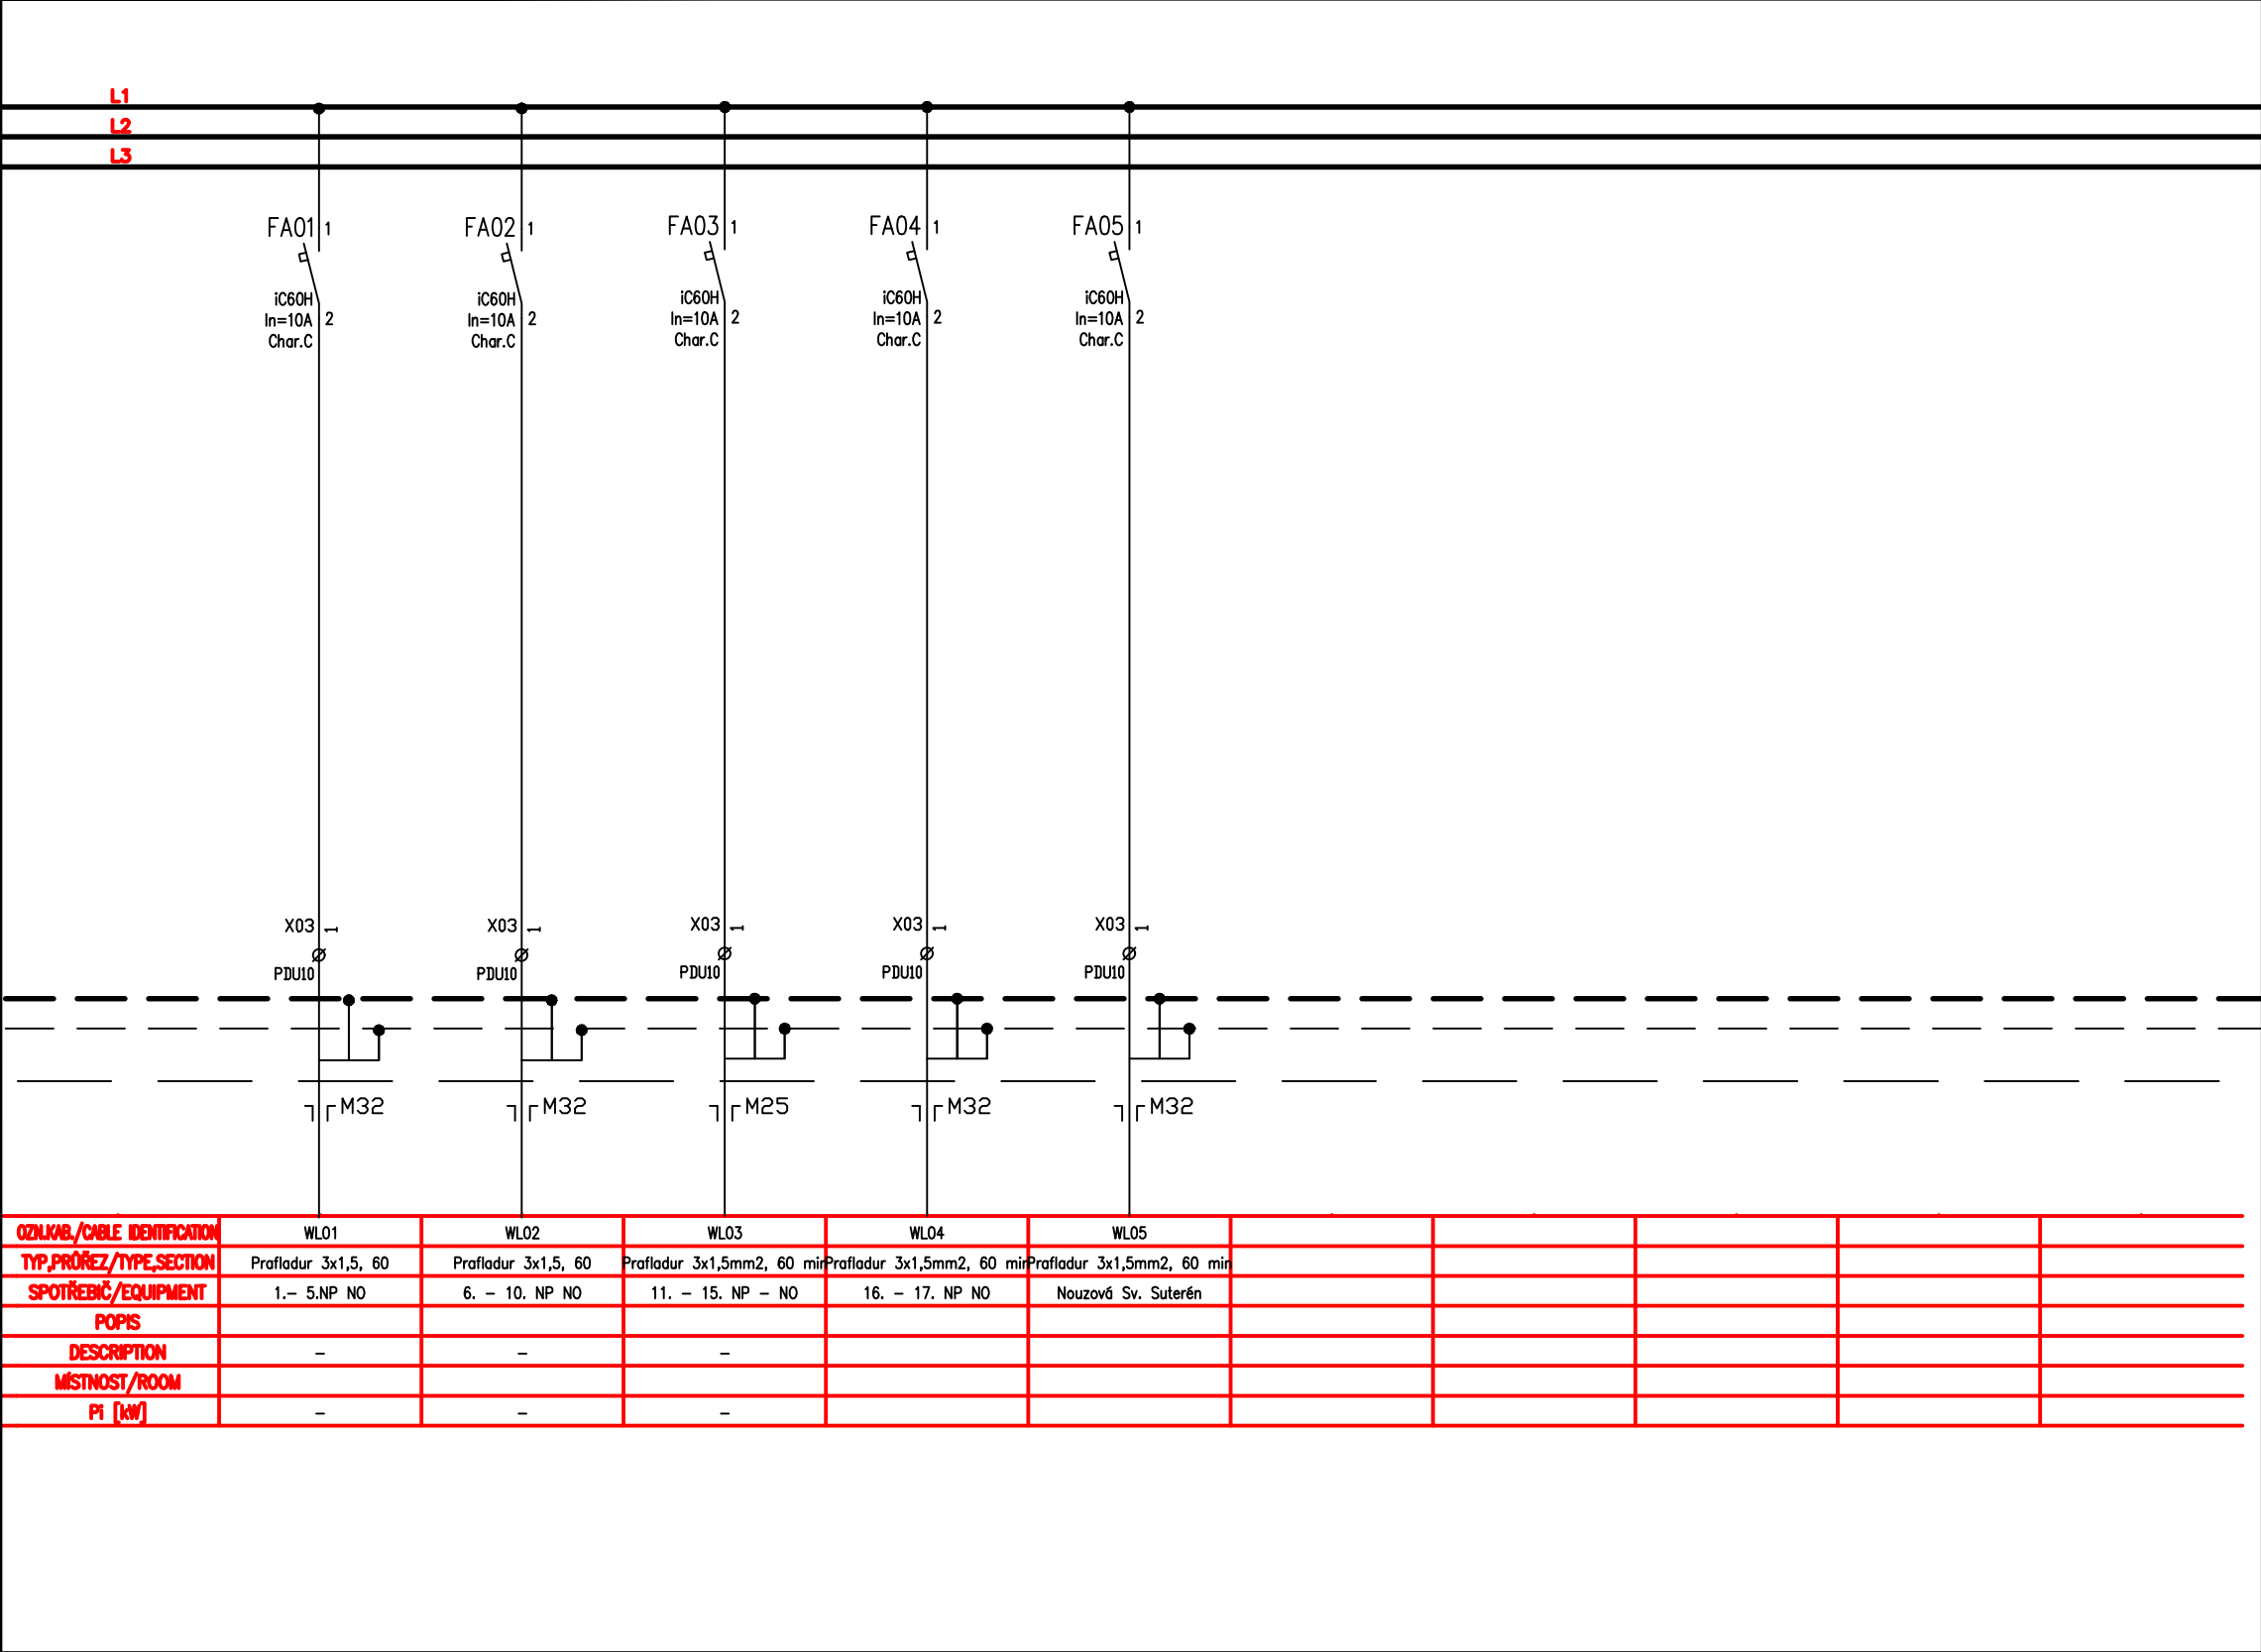 L1
L2
L3
FA01 1 FA02 1 FA03 1 FA04 1 FA05 1
iC60H iC60H iC60H iC60H iC60H
In=10A 2 In=10A 2 In=10A 2 In=10A 2 In=10A 2
Char.C Char.C Char.C Char.C Char.C
X03 1 X03 1 X03 1 X03 1 X03 1
PDU10 PDU10 PDU10 PDU10 PDU10
M32 M32 M25 M32 M32
OZN.KAB./CABLE IDENTIFICATION WL01 WL02 WL03 WL04 WL05
TYP,PRŮŘEZ/TYPE,SECTION Prafladur 3x1,5, 60 Prafladur 3x1,5, 60 Prafladur 3x1,5mm2, 60 min Prafladur 3x1,5mm2, 60 min Prafladur 3x1,5mm2, 60 min
SPOTŘEBIČ/EQUIPMENT 1.- 5.NP NO 6. - 10. NP NO 11. - 15. NP - NO 16. - 17. NP NO Nouzová Sv. Suterén
POPIS
DESCRIPTION - - -
MÍSTNOST/ROOM
Pi [kW] - - -